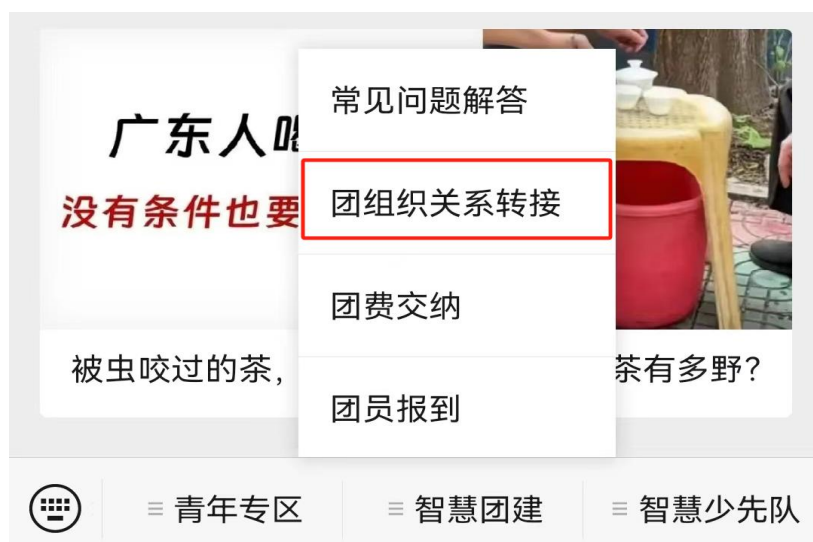 常见问题解答
广东人喝
团组织关系转接
没有条件也要
团费交纳
被虫咬过的茶,
茶有多野?
团员报到
青年专区
智慧团建
智慧少先队